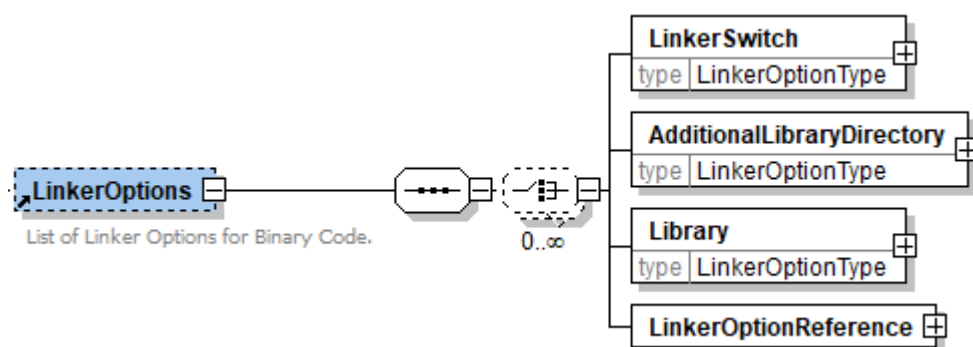 LinkerSwitch
type LinkerOptionType
AdditionalLibraryDirectory
type LinkerOptionType
LinkerOptions
List of Linker Options for Binary Code.
0..∞
Library
type LinkerOptionType
LinkerOptionReference